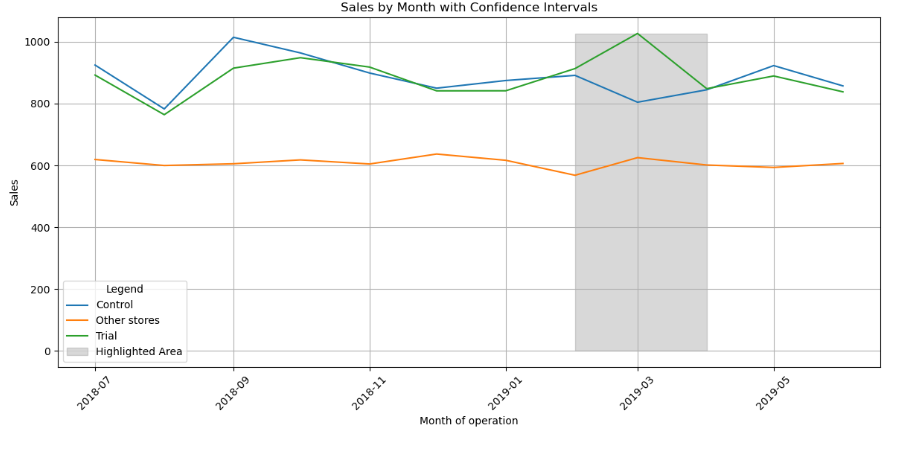 Sales by Month with Confidence Intervals
1000
800
600
400
200
0
Sales
Legend
Control
Other stores
Trial
Highlighted Area
2018-07
2018-09
2018-11
2019-01
2019-03
2019-05
Month of operation